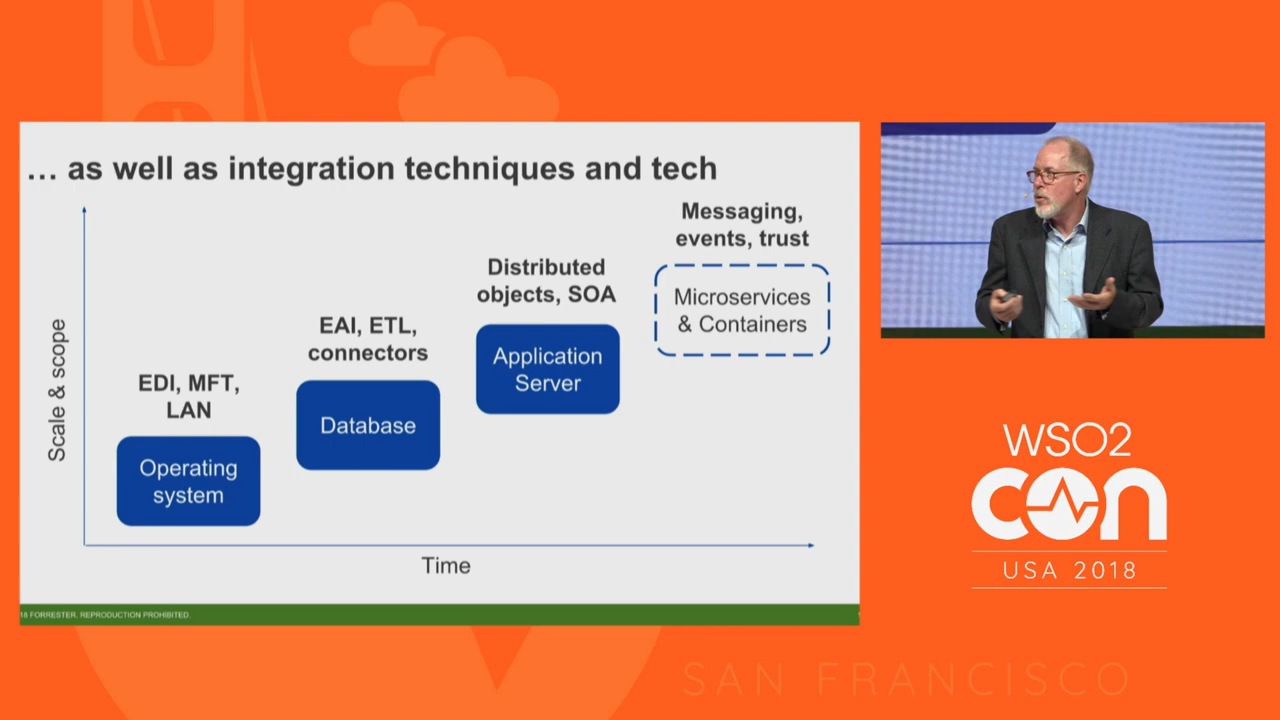 … as well as integration techniques and tech
Messaging,
events, trust
Microservices
& Containers
Distributed
objects, SOA
Application
Server
EAI, ETL,
connectors
Database
EDI, MFT,
LAN
Operating
system
Scale & scope
Time
18 FORRESTER. REPRODUCTION PROHIBITED.
WSO2
con
USA 2018
SAN FRANCISCO